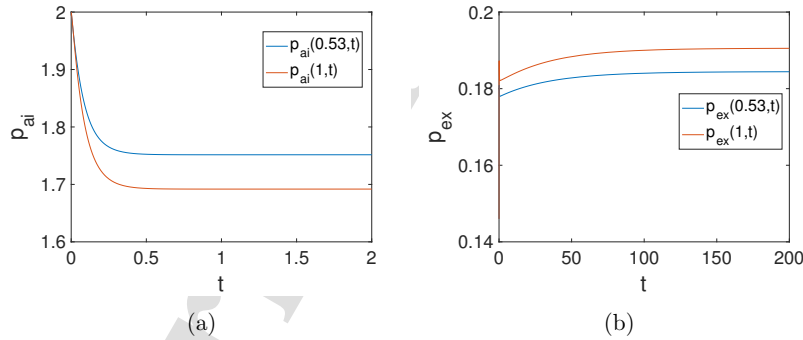 2
1.9
1.8
1.7
1.6
p_ai
p_ai(0.53,t)
p_ai(1,t)
0 0.5 1 1.5 2
t
(a)
0.2
0.18
0.16
0.14
p_ex
p_ex(0.53,t)
p_ex(1,t)
0 50 100 150 200
t
(b)